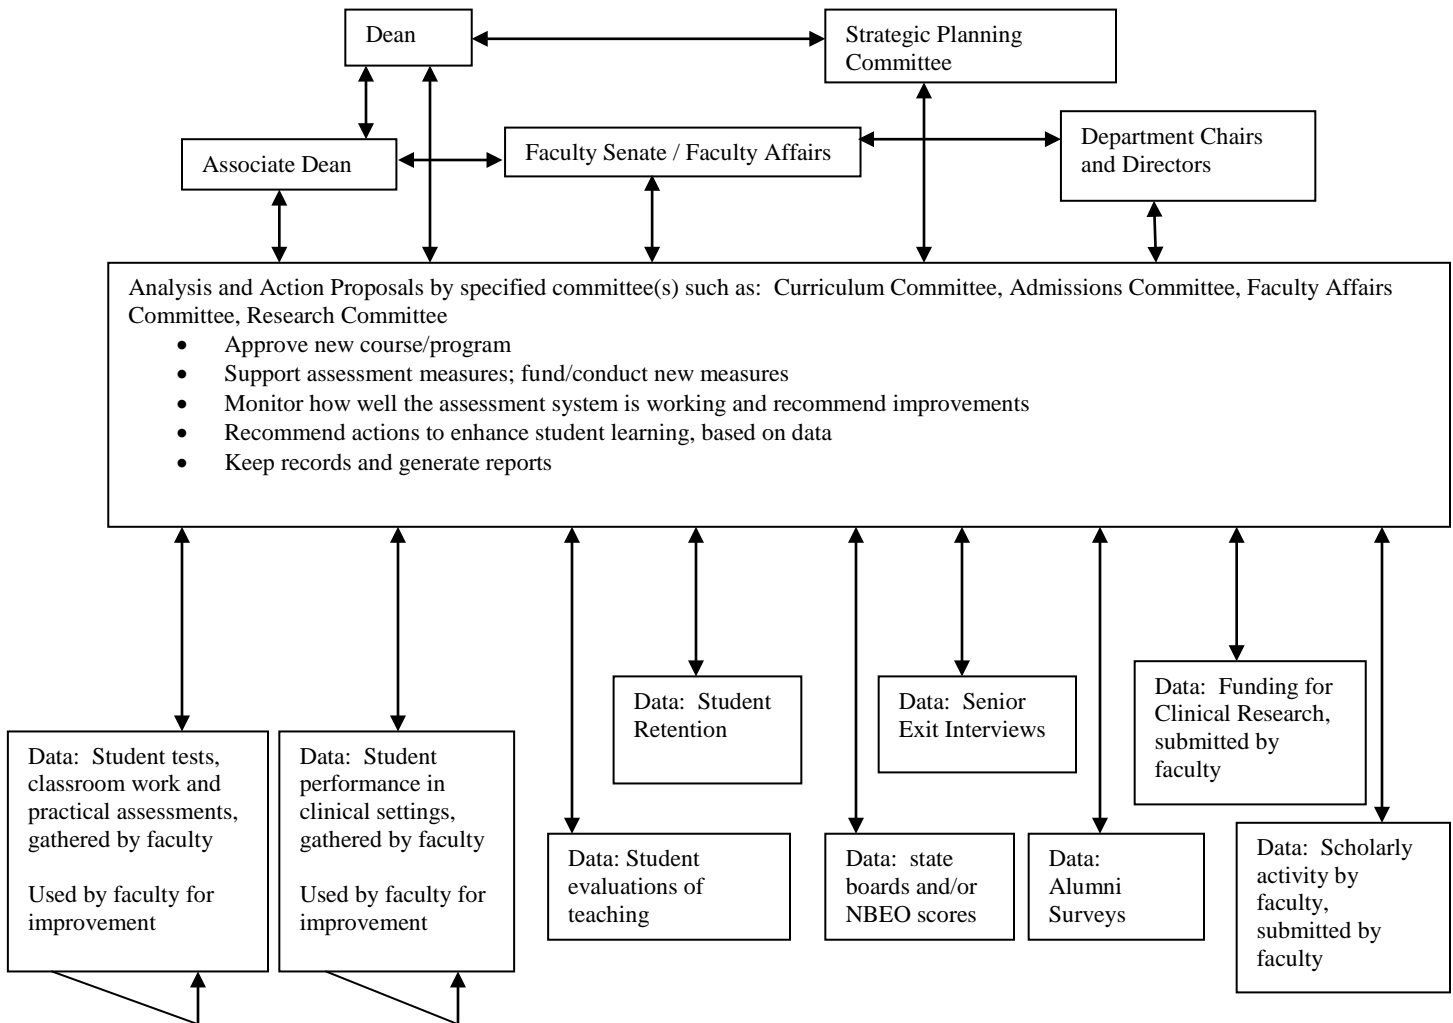 Dean
Strategic Planning
Committee
Associate Dean
Faculty Senate / Faculty Affairs
Department Chairs
and Directors
Analysis and Action Proposals by specified committee(s) such as:  Curriculum Committee, Admissions Committee, Faculty Affairs
Committee, Research Committee
• Approve new course/program
• Support assessment measures; fund/conduct new measures
• Monitor how well the assessment system is working and recommend improvements
• Recommend actions to enhance student learning, based on data
• Keep records and generate reports
Data:  Student tests,
classroom work and
practical assessments,
gathered by faculty
Used by faculty for
improvement
Data:  Student
performance in
clinical settings,
gathered by faculty
Used by faculty for
improvement
Data: Student
evaluations of
teaching
Data:  Student
Retention
Data:  state
boards and/or
NBEO scores
Data:  Senior
Exit Interviews
Data:
Alumni
Surveys
Data:  Funding for
Clinical Research,
submitted by
faculty
Data:  Scholarly
activity by
faculty,
submitted by
faculty